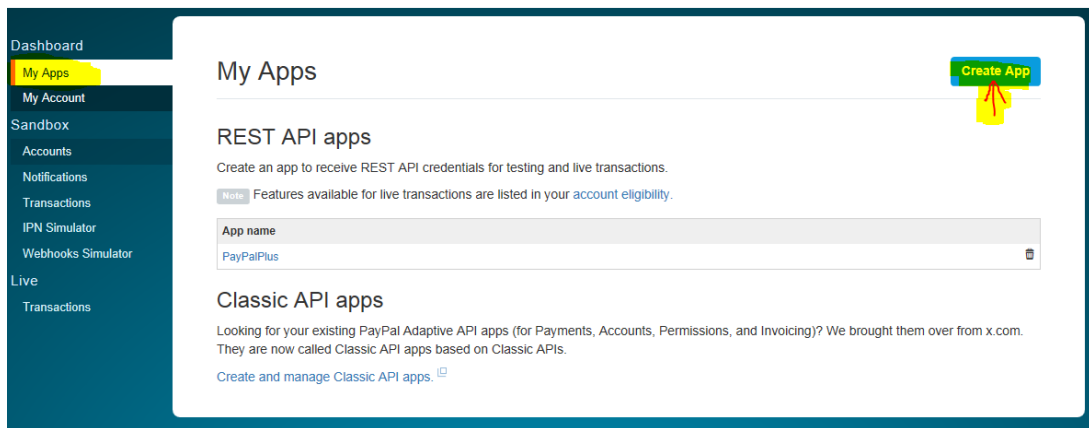 Dashboard
My Apps
My Account
Sandbox
Accounts
Notifications
Transactions
IPN Simulator
Webhooks Simulator
Live
Transactions
My Apps
Create App
REST API apps
Create an app to receive REST API credentials for testing and live transactions.
Note Features available for live transactions are listed in your account eligibility.
App name
PayPalPlus
Classic API apps
Looking for your existing PayPal Adaptive API apps (for Payments, Accounts, Permissions, and Invoicing)? We brought them over from x.com.
They are now called Classic API apps based on Classic APIs.
Create and manage Classic API apps.